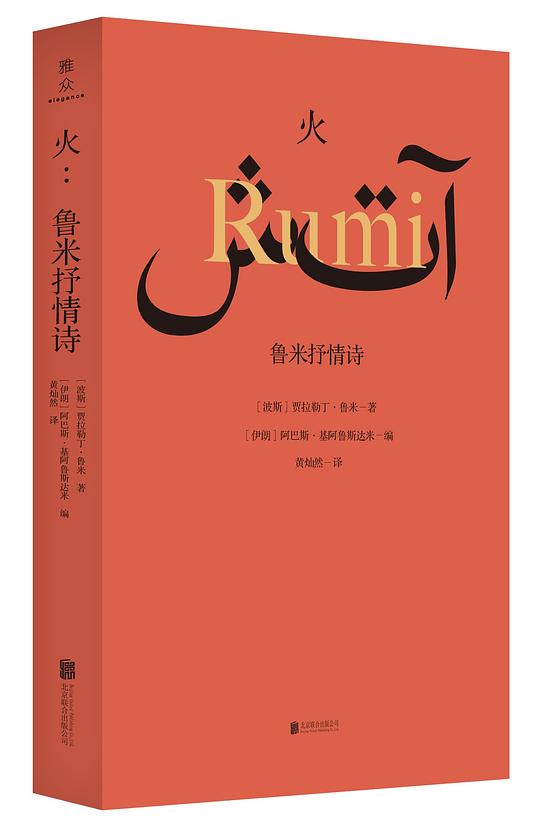 雅
众
elegance
火：
鲁米抒情诗
［波斯］贾拉勒丁·鲁米 著
［伊朗］阿巴斯·基阿鲁斯达米 编
黄灿然 译
北京联合出版公司
火
آتش
Rumi
鲁米抒情诗
［波斯］贾拉勒丁·鲁米—著
［伊朗］阿巴斯·基阿鲁斯达米—编
黄灿然—译
北京联合出版公司